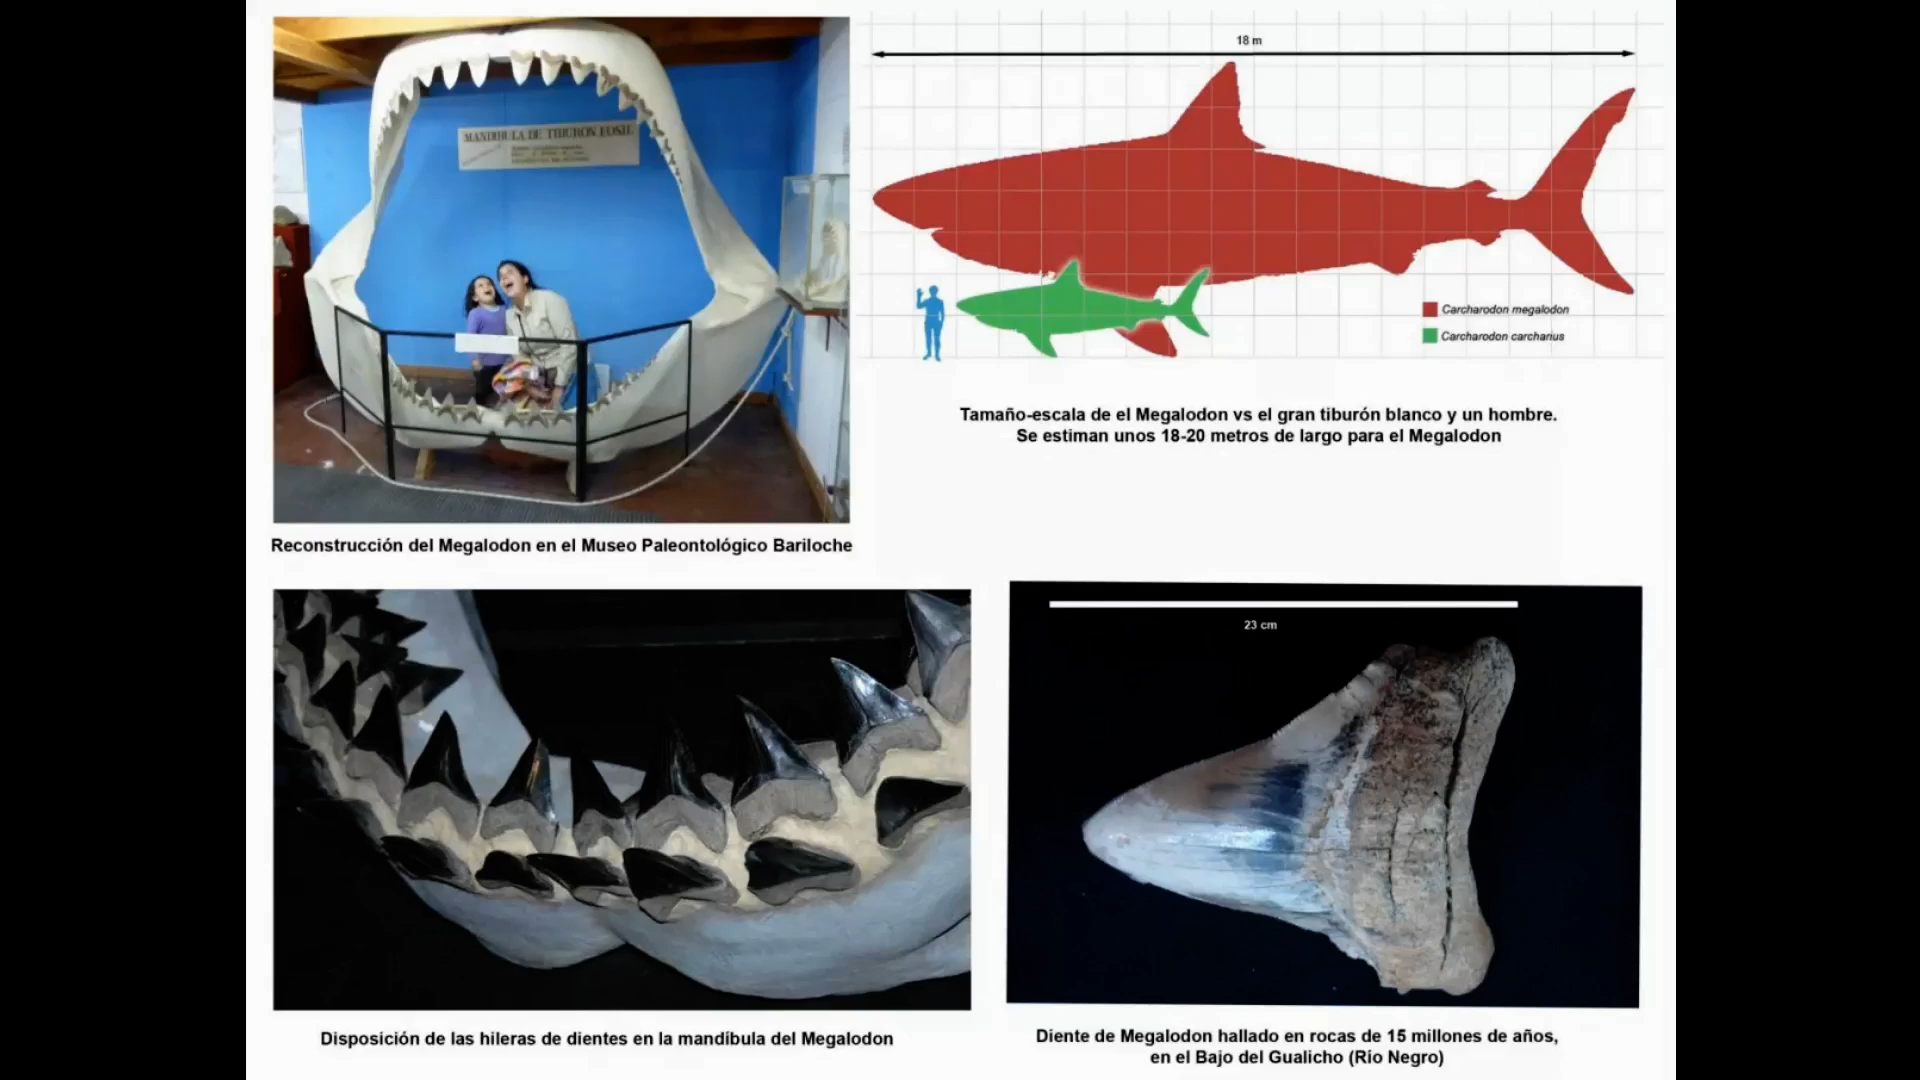 MANDIBULA DE TIBURON FOSIL
Reconstrucción del Megalodon en el Museo Paleontológico Bariloche
18 m
Carcharodon megalodon
Carcharodon carcharius
Tamaño-escala de el Megalodon vs el gran tiburón blanco y un hombre.
Se estiman unos 18-20 metros de largo para el Megalodon
Disposición de las hileras de dientes en la mandíbula del Megalodon
23 cm
Diente de Megalodon hallado en rocas de 15 millones de años,
en el Bajo del Gualicho (Río Negro)